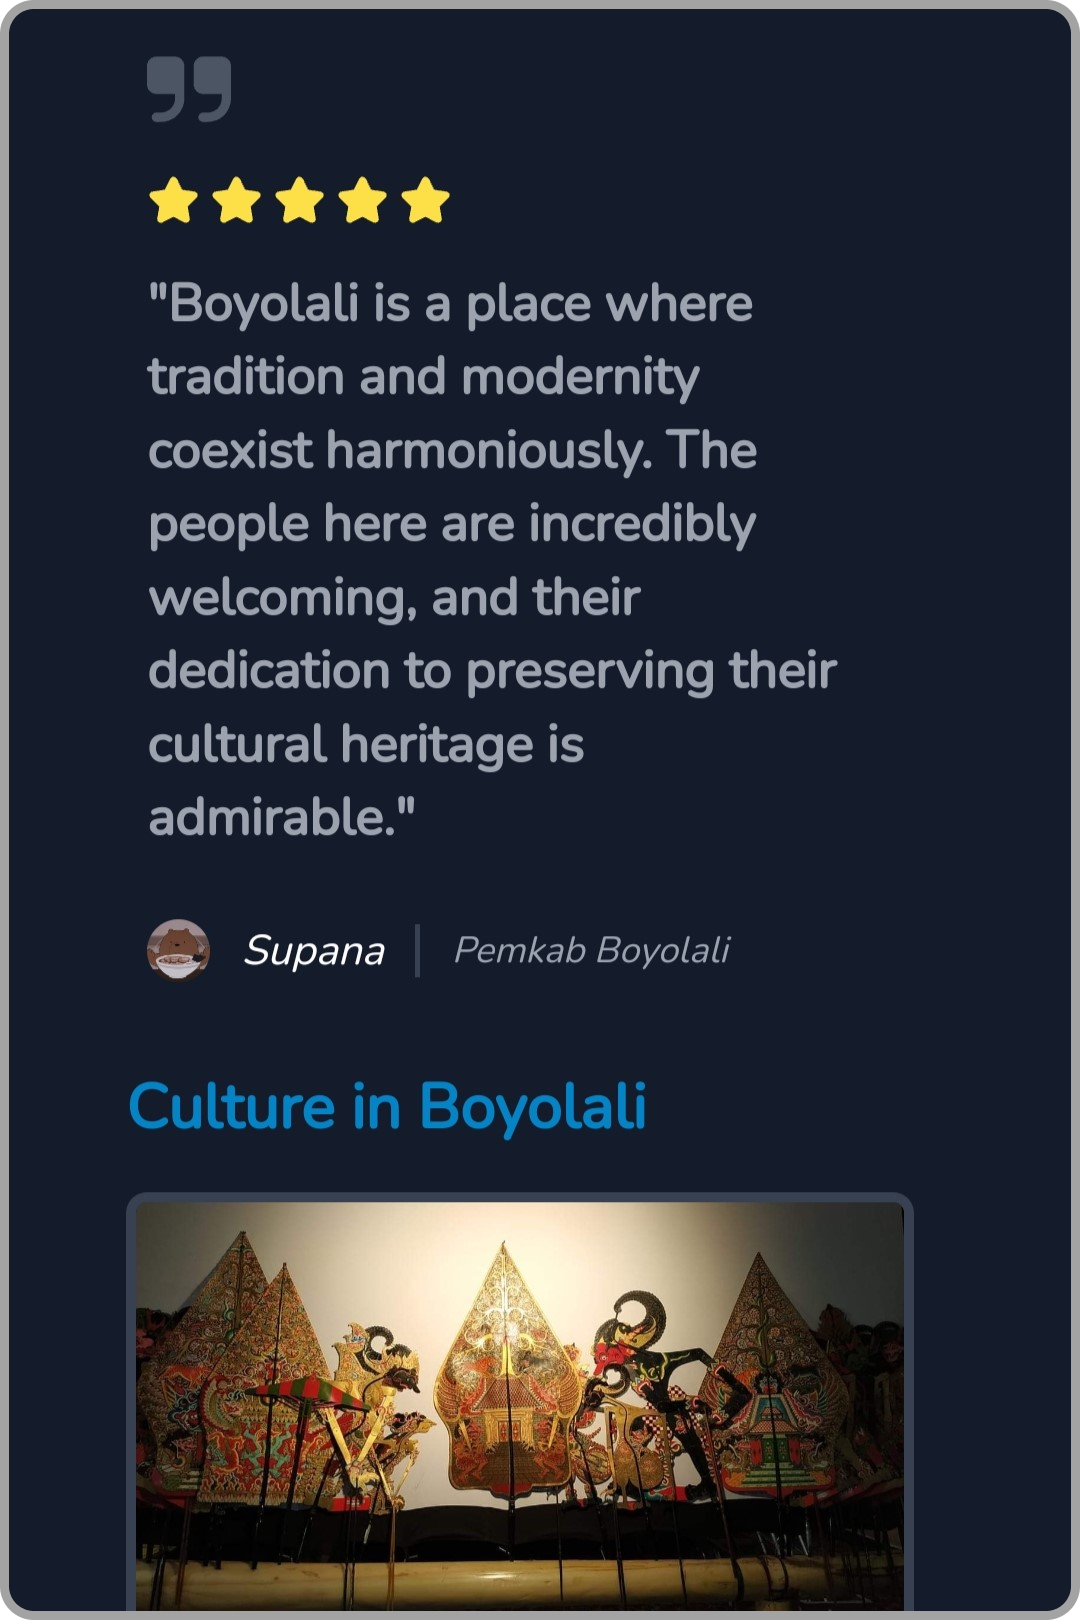 "Boyolali is a place where
tradition and modernity
coexist harmoniously. The
people here are incredibly
welcoming, and their
dedication to preserving their
cultural heritage is
admirable."
Supana | Pemkab Boyolali
Culture in Boyolali